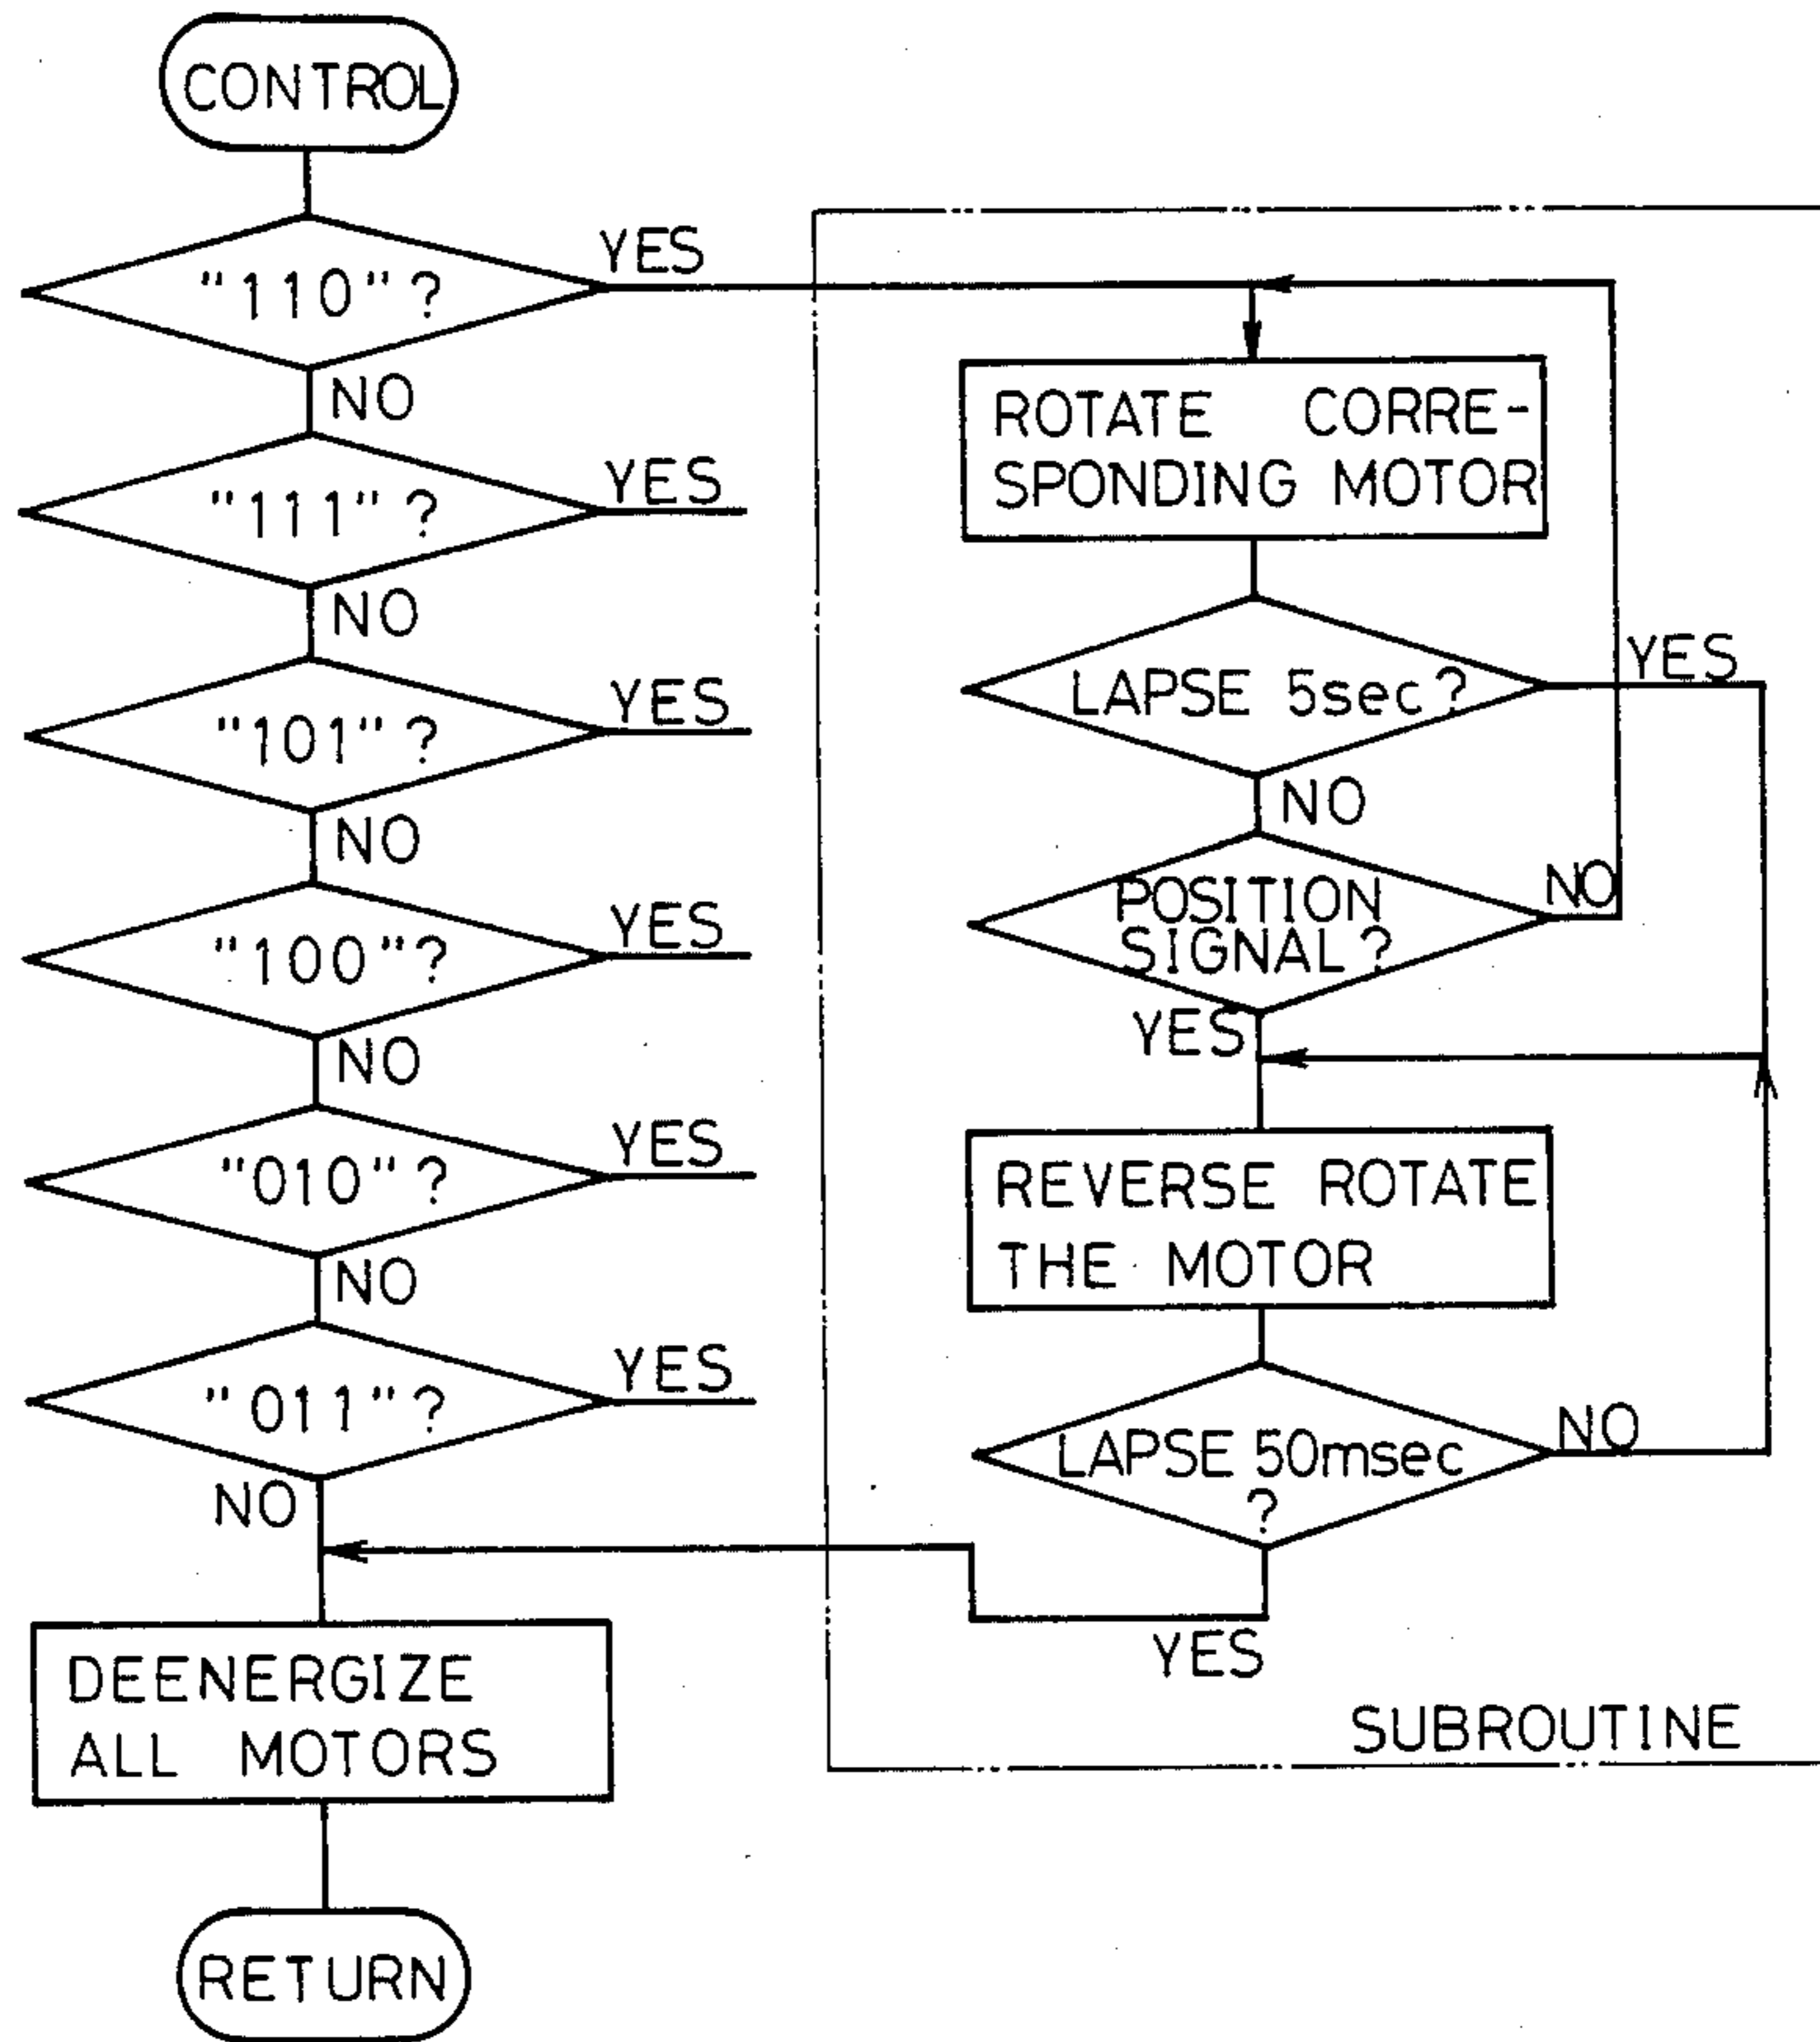 CONTROL
"110"?
YES
NO
"111"?
YES
NO
"101"?
YES
NO
"100"?
YES
NO
"010"?
YES
NO
"011"?
YES
NO
DEENERGIZE
ALL MOTORS
RETURN
ROTATE CORRE-
SPONDING MOTOR
LAPSE 5sec?
YES
NO
POSITION
SIGNAL?
NO
YES
REVERSE ROTATE
THE MOTOR
LAPSE 50msec
?
NO
YES
SUBROUTINE